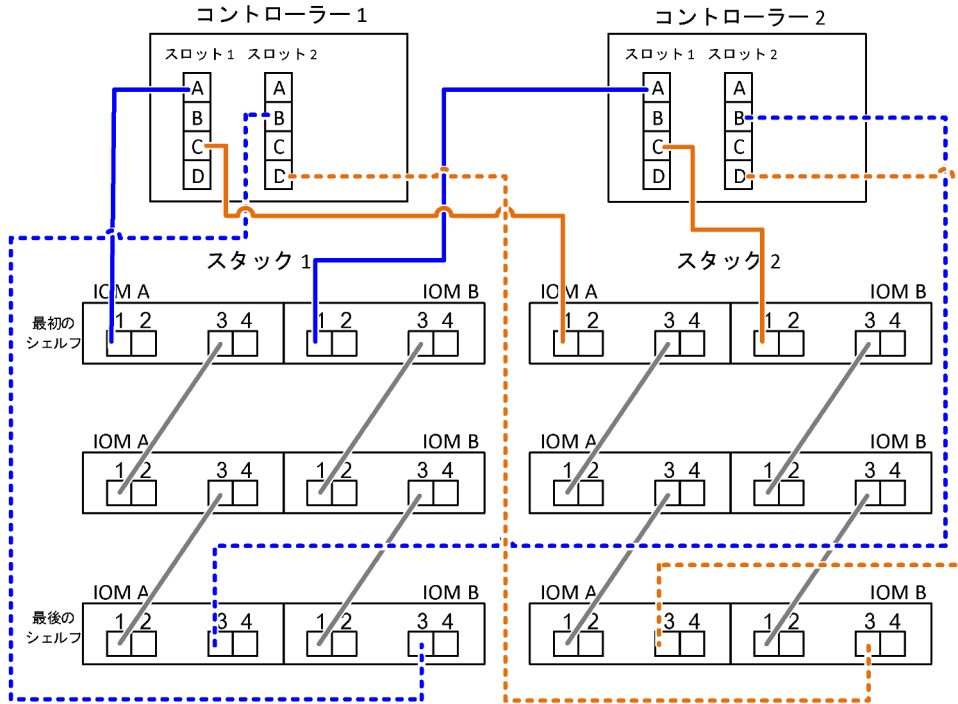 コントローラー 1
コントローラー 2
スロット 1 スロット 2
スロット 1 スロット 2
A A
A A
B B
B B
C C
C C
D D
D D
スタック 1
スタック 2
IOM A IOM B
IOM A IOM B
最初の
シェルフ
1 2 3 4 1 2 3 4
1 2 3 4 1 2 3 4
IOM A IOM B
IOM A IOM B
1 2 3 4 1 2 3 4
1 2 3 4 1 2 3 4
IOM A IOM B
IOM A IOM B
最後の
シェルフ
1 2 3 4 1 2 3 4
1 2 3 4 1 2 3 4